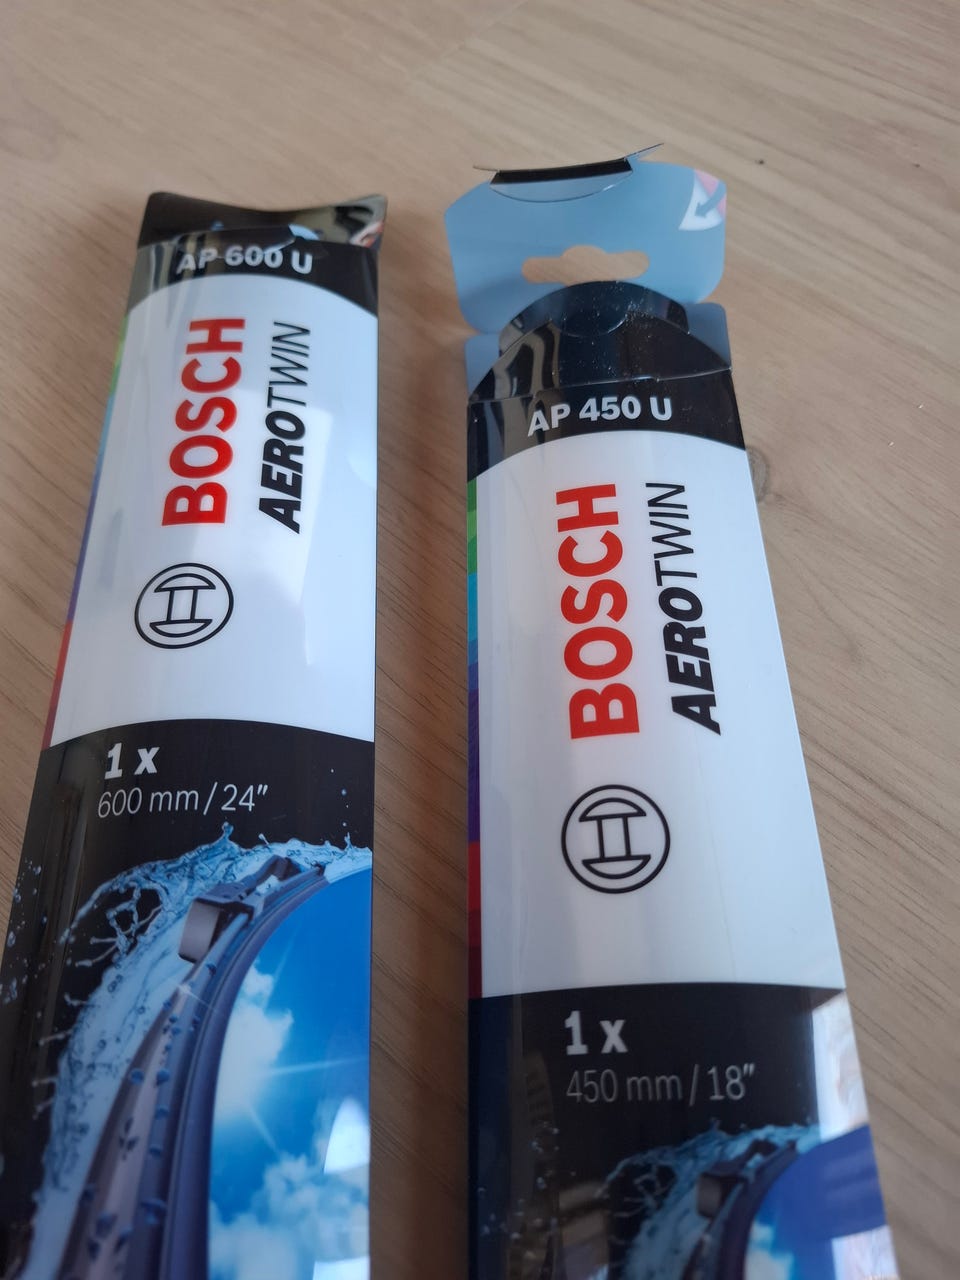 AP 600 U
BOSCH
AEROTWIN
1 x
600 mm / 24"
AP 450 U
BOSCH
AEROTWIN
1 x
450 mm / 18"